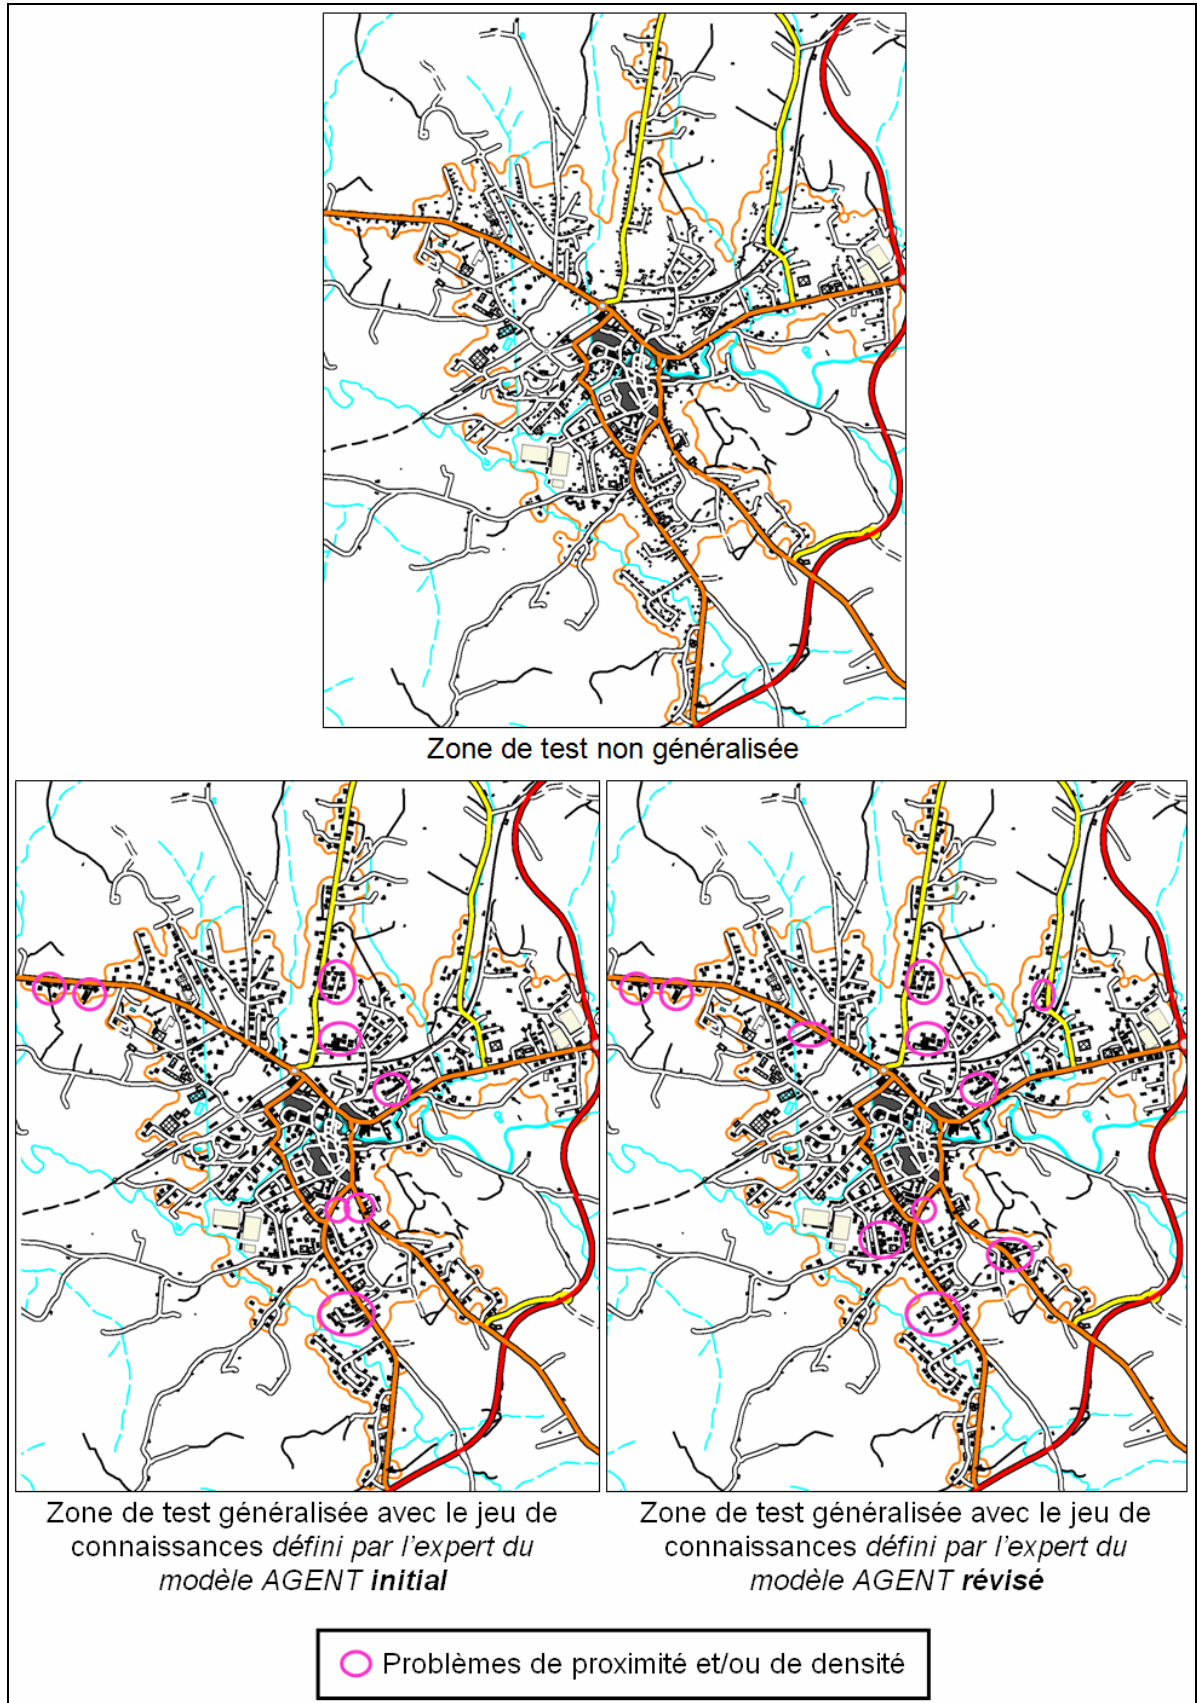 Zone de test non généralisée
Zone de test généralisée avec le jeu de
connaissances défini par l'expert du
modèle AGENT initial
Zone de test généralisée avec le jeu de
connaissances défini par l'expert du
modèle AGENT révisé
Problèmes de proximité et/ou de densité